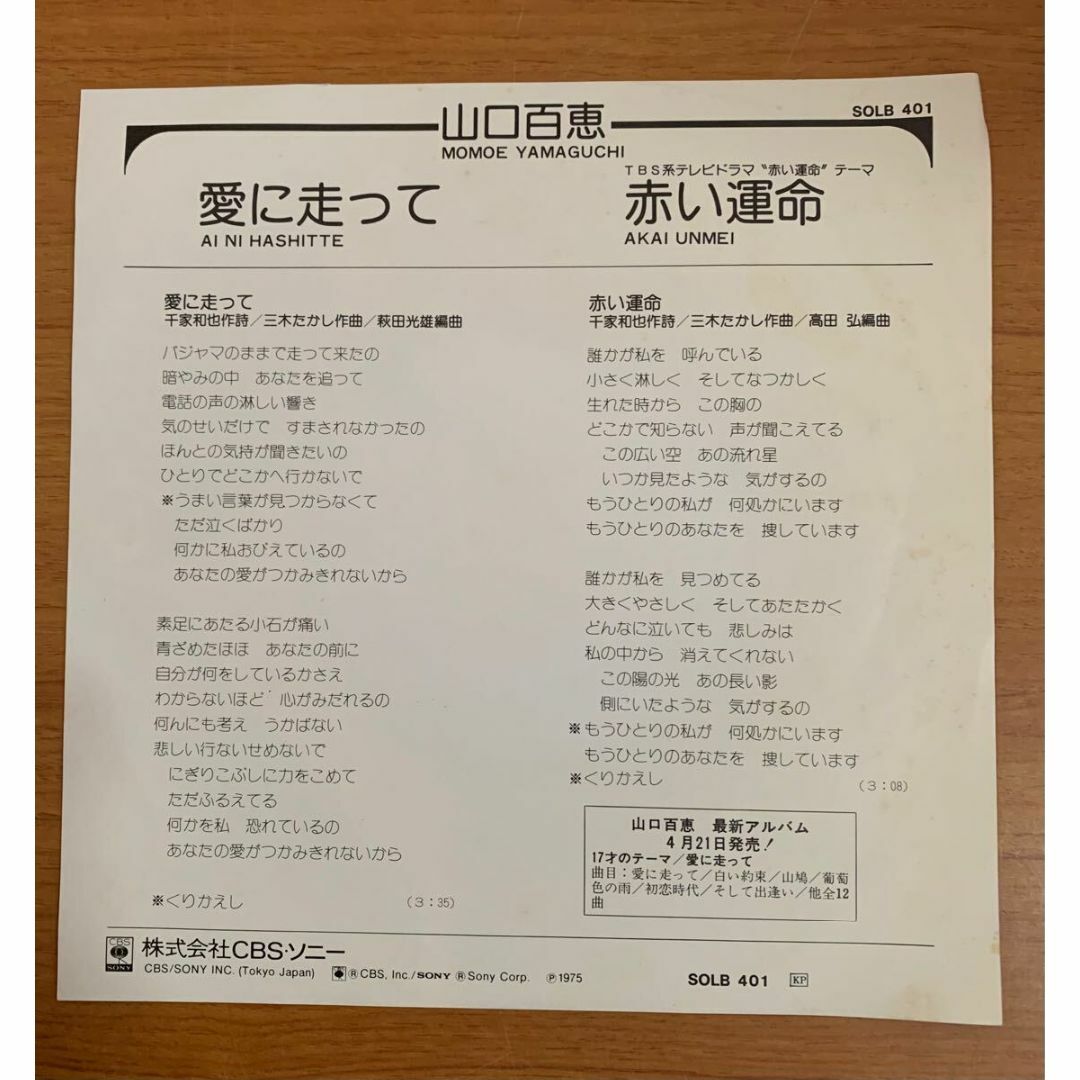 山口百恵
MOMOE YAMAGUCHI
SOLB 401
愛に走って
AI NI HASHITTE
TBS系テレビドラマ〝赤い運命〟テーマ
赤い運命
AKAI UNMEI
愛に走って
千家和也作詩/三木たかし作曲/萩田光雄編曲
パジャマのままで走って来たの
暗やみの中 あなたを追って
電話の声の淋しい響き
気のせいだけで すまされなかったの
ほんとの気持が聞きたいの
ひとりでどこかへ行かないで
※うまい言葉が見つからなくて
ただ泣くばかり
何かに私おびえているの
あなたの愛がつかみきれないから
素足にあたる小石が痛い
青ざめたほほ あなたの前に
自分が何をしているかさえ
わからないほど 心がみだれるの
何んにも考え うかばない
悲しい行ないせめないで
にぎりこぶしに力をこめて
ただふるえてる
何かを私 恐れているの
あなたの愛がつかみきれないから
※くりかえし
(3:35)
赤い運命
千家和也作詩/三木たかし作曲/高田 弘編曲
誰かが私を 呼んでいる
小さく淋しく そしてなつかしく
生れた時から この胸の
どこかで知らない 声が聞こえてる
この広い空 あの流れ星
いつか見たような 気がするの
もうひとりの私が 何処かにいます
もうひとりのあなたを 捜しています
誰かが私を 見つめてる
大きくやさしく そしてあたたかく
どんなに泣いても 悲しみは
私の中から 消えてくれない
この陽の光 あの長い影
側にいたような 気がするの
※もうひとりの私が 何処かにいます
もうひとりのあなたを 捜しています
※くりかえし
(3:08)
山口百恵 最新アルバム
4月21日発売!
17才のテーマ/愛に走って
曲目:愛に走って/白い約束/山鳩/葡萄
色の雨/初恋時代/そして出逢い/他全12
曲
CBS
SONY
株式会社CBS・ソニー
CBS/SONY INC. (Tokyo Japan)
® CBS, Inc./SONY ® Sony Corp. ℗1975
SOLB 401
KP